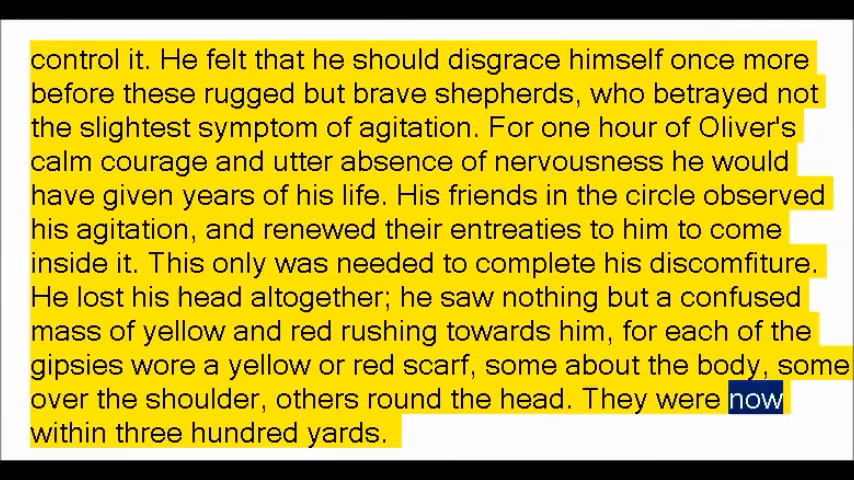 control it. He felt that he should disgrace himself once more
before these rugged but brave shepherds, who betrayed not
the slightest symptom of agitation. For one hour of Oliver's
calm courage and utter absence of nervousness he would
have given years of his life. His friends in the circle observed
his agitation, and renewed their entreaties to him to come
inside it. This only was needed to complete his discomfiture.
He lost his head altogether; he saw nothing but a confused
mass of yellow and red rushing towards him, for each of the
gipsies wore a yellow or red scarf, some about the body, some
over the shoulder, others round the head. They were now
within three hundred yards.